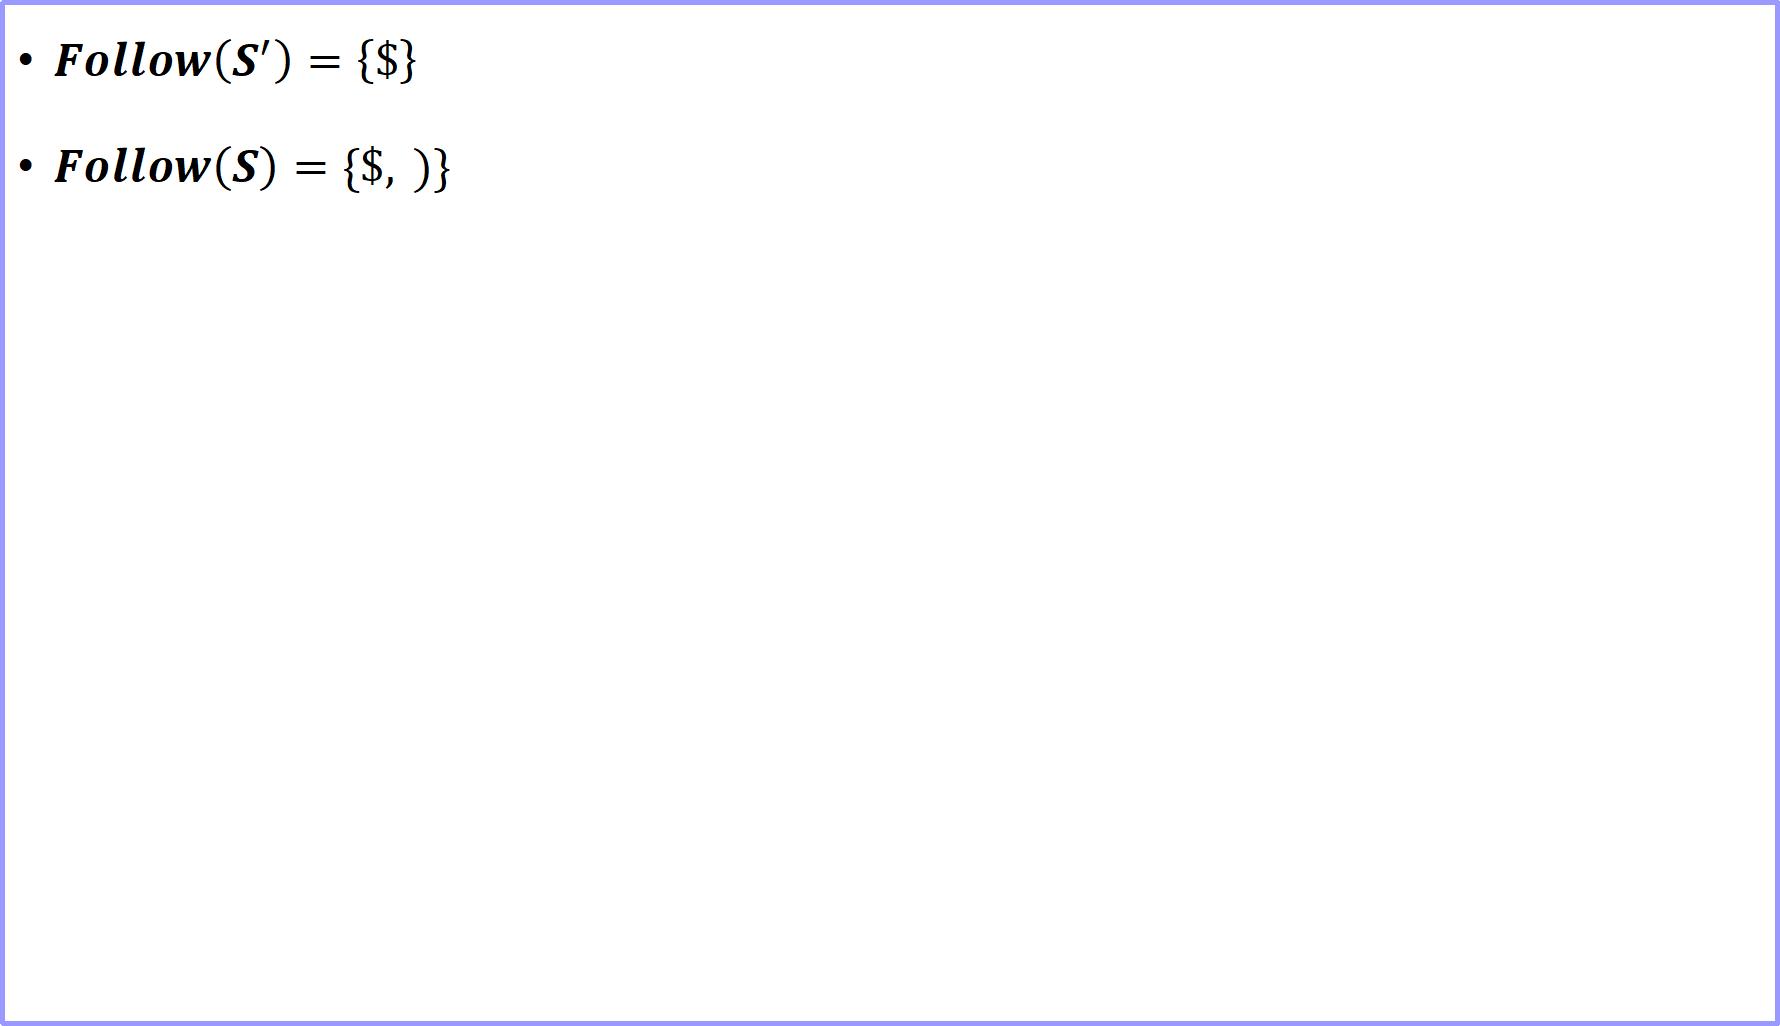 • Follow(S′) = {$}
• Follow(S) = {$, )}